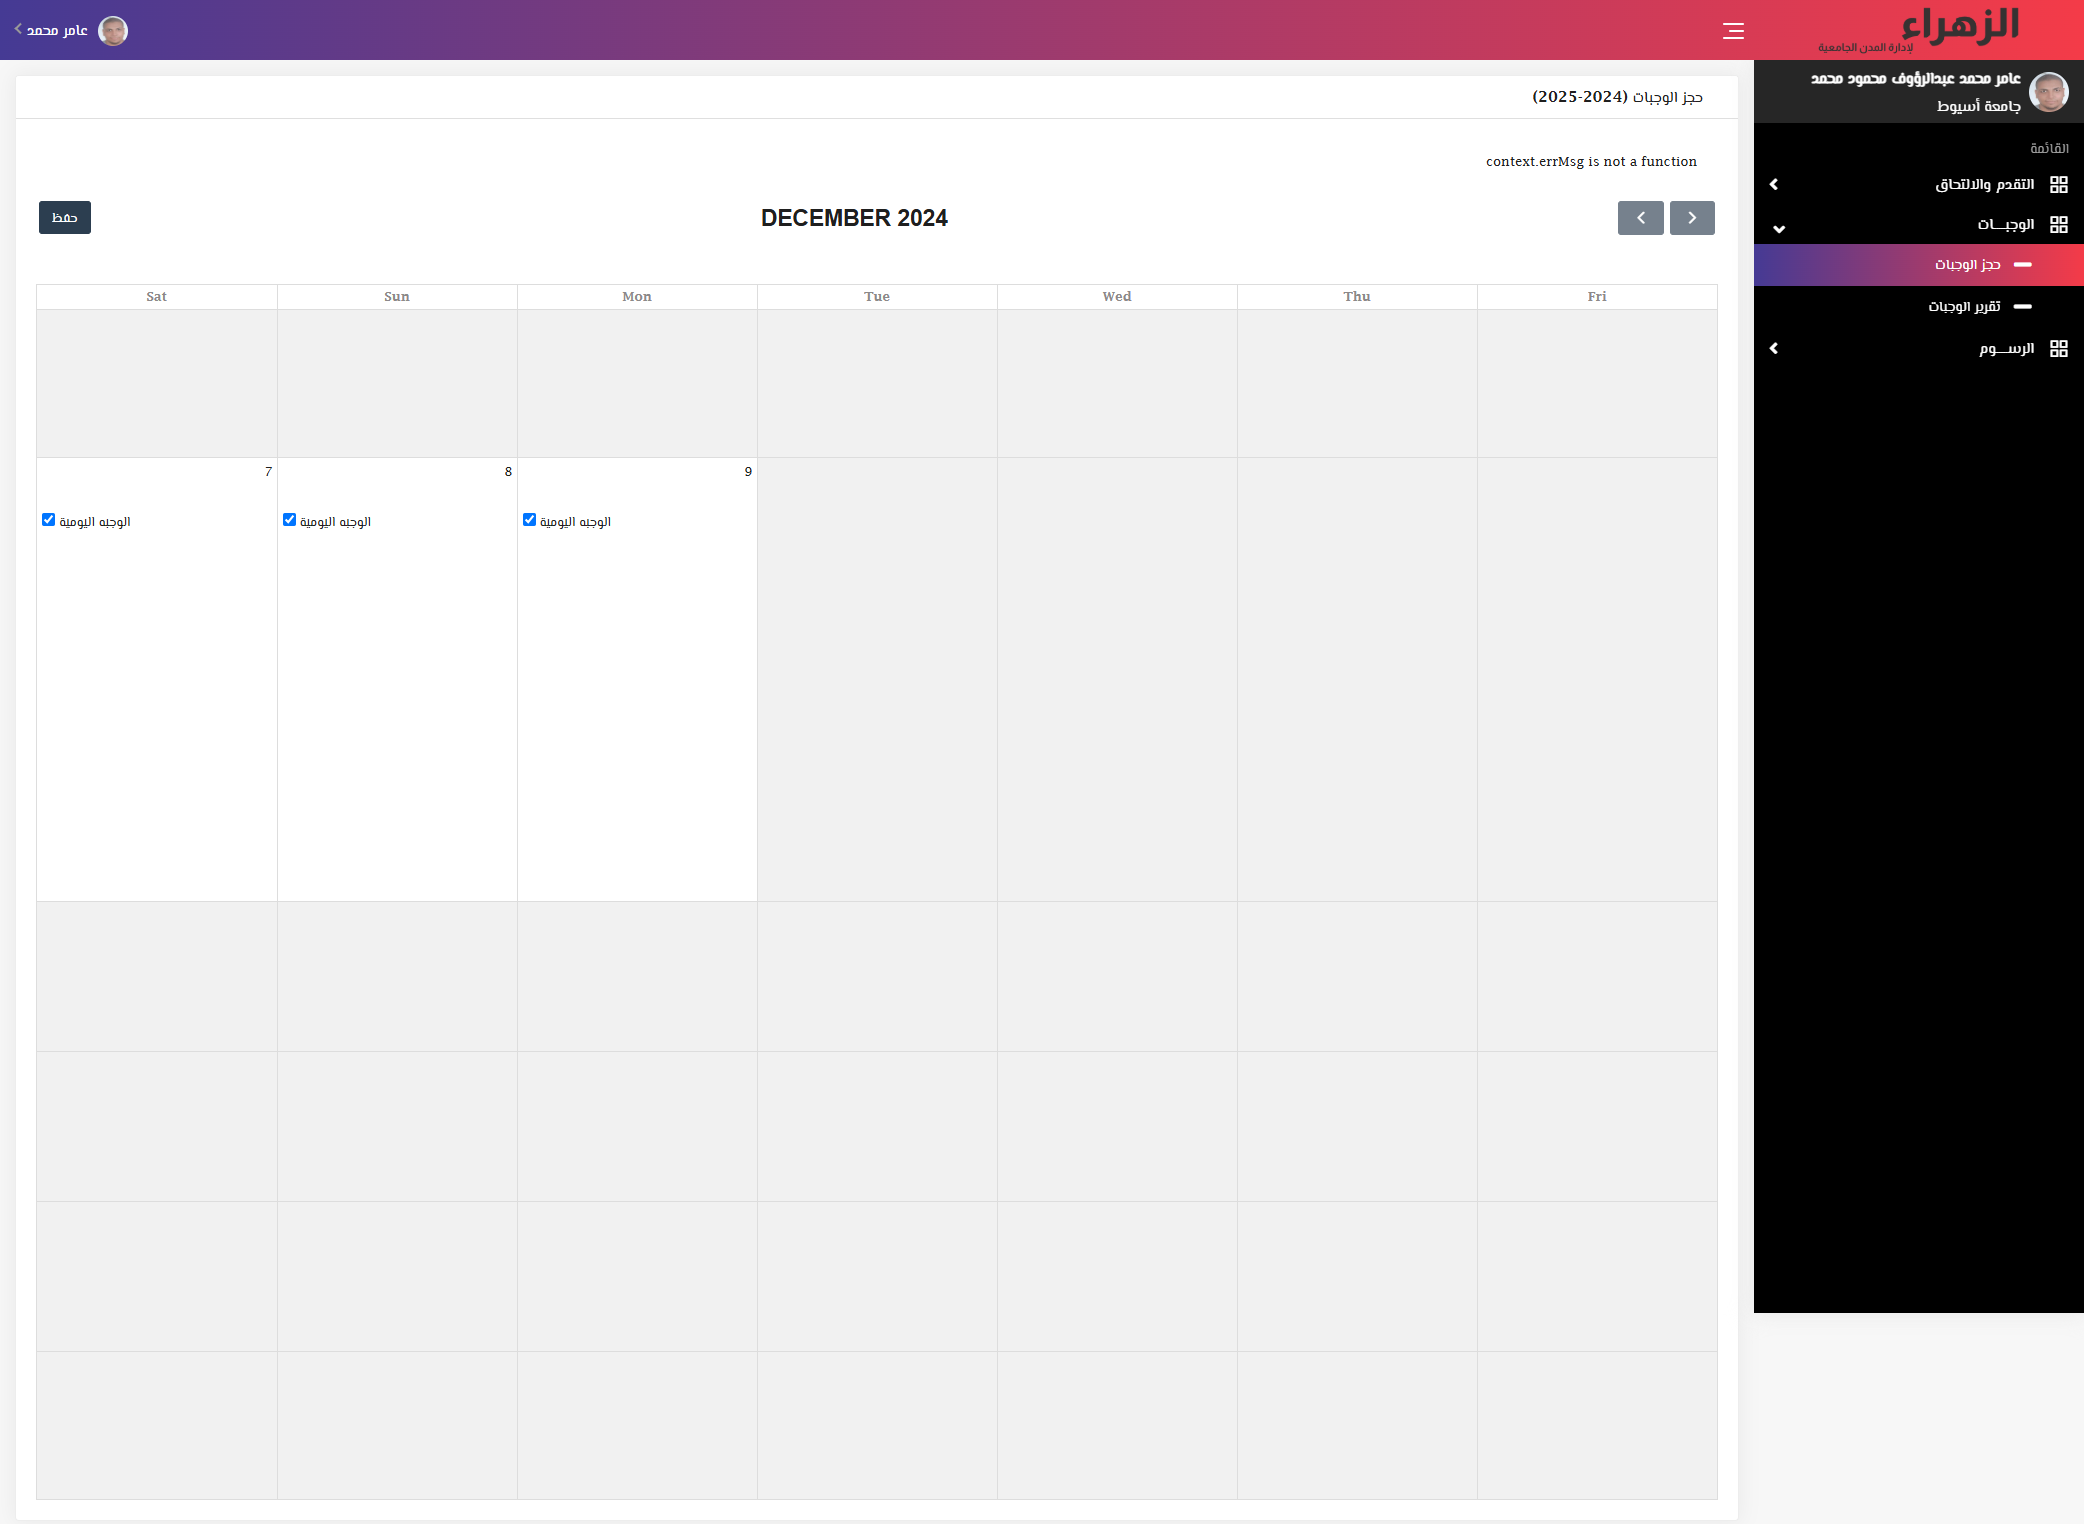 الزهراء
لإدارة المدن الجامعية
عامر محمد
عامر محمد عبدالرؤوف محمود محمد
جامعة أسيوط
القائمة
التقدم والالتحاق
الوجبـــات
حجز الوجبات
تقرير الوجبات
الرســـوم
حجز الوجبات (2024-2025)
context.errMsg is not a function
حفظ
DECEMBER 2024
Sat Sun Mon Tue Wed Thu Fri
7 8 9
الوجبه اليومية الوجبه اليومية الوجبه اليومية